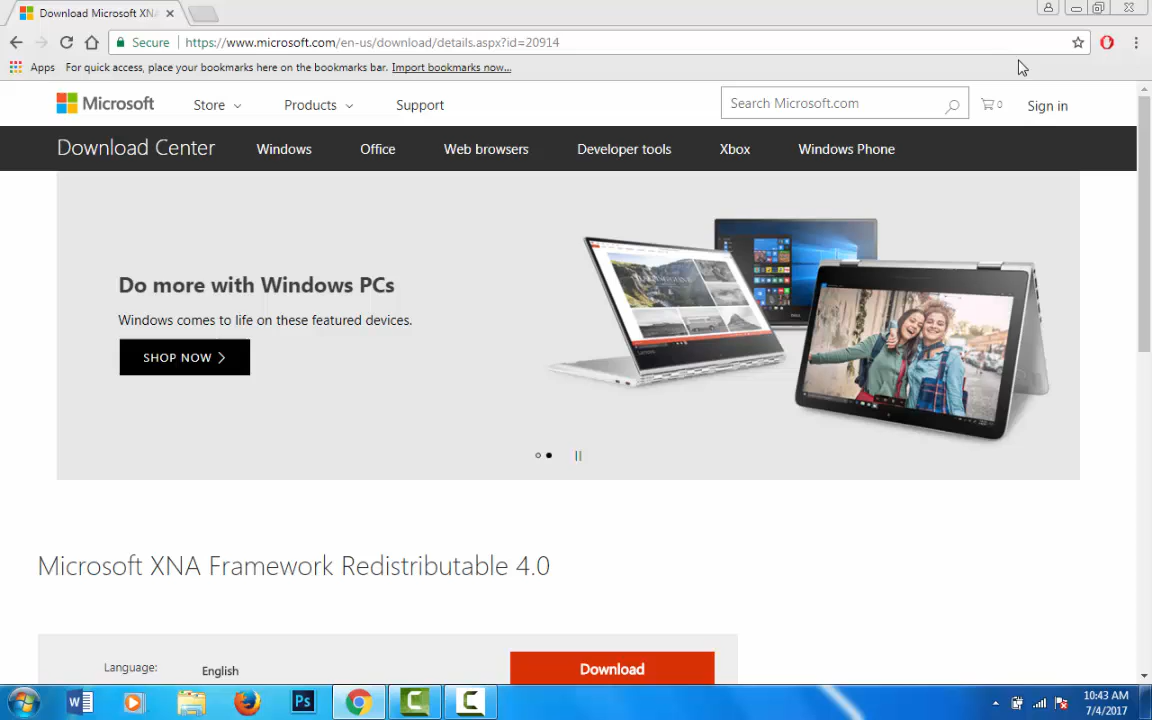 Download Microsoft XNA
Secure
https://www.microsoft.com/en-us/download/details.aspx?id=20914
Apps For quick access, place your bookmarks here on the bookmarks bar. Import bookmarks now...
Microsoft
Store
Products
Support
Search Microsoft.com
0
Sign in
Download Center
Windows
Office
Web browsers
Developer tools
Xbox
Windows Phone
Do more with Windows PCs
Windows comes to life on these featured devices.
SHOP NOW
Microsoft XNA Framework Redistributable 4.0
Language: English
Download
W
Ps
C
C
10:43 AM
7/4/2017